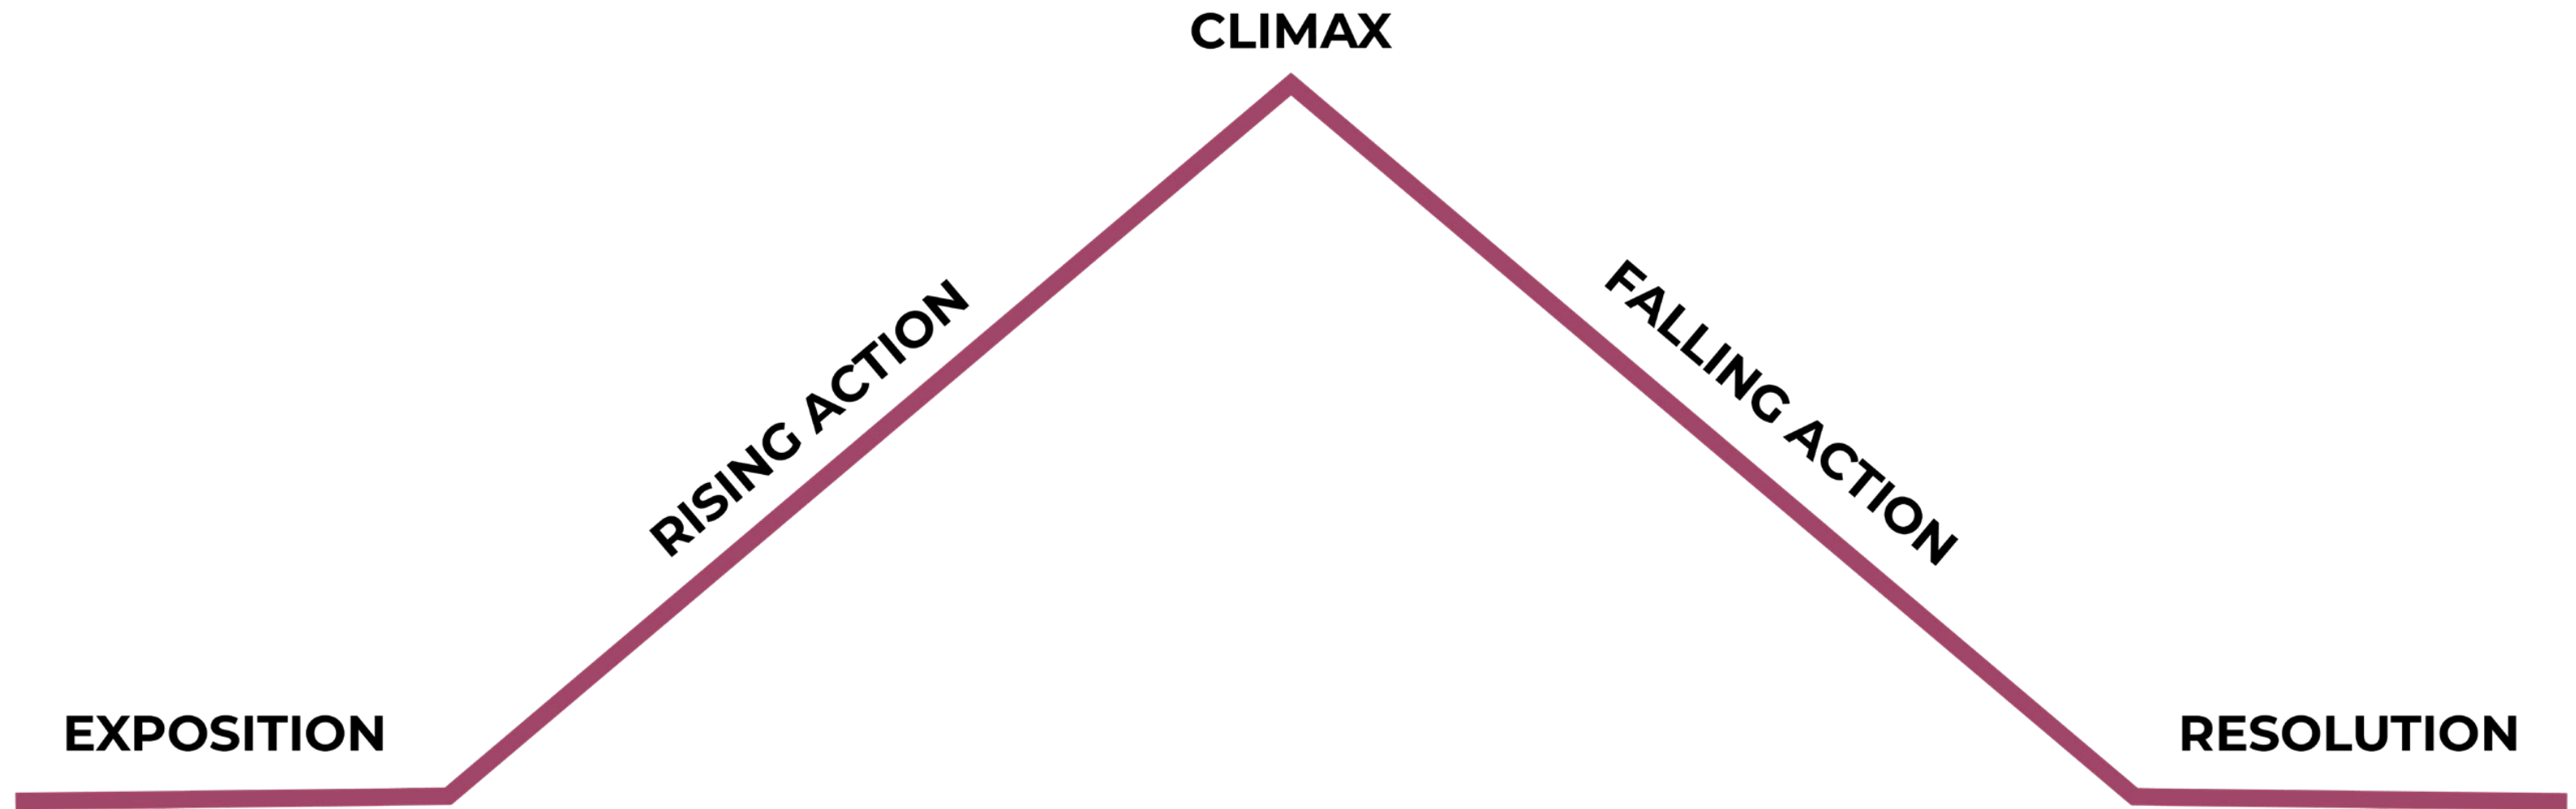 CLIMAX
RISING ACTION
FALLING ACTION
EXPOSITION
RESOLUTION